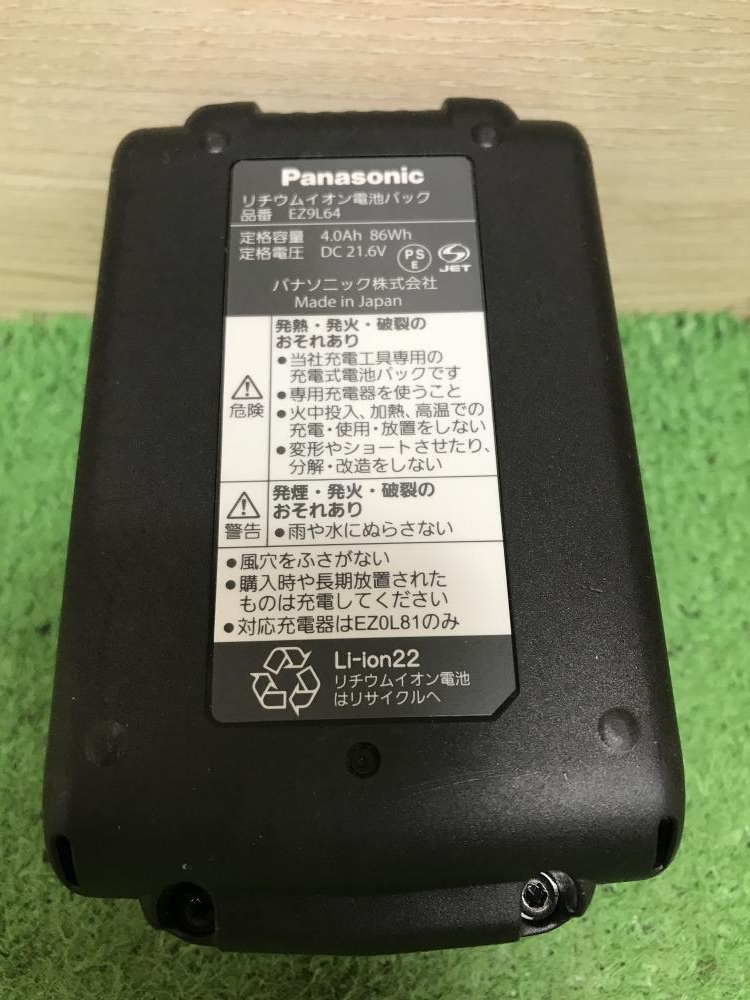 Panasonic
リチウムイオン電池パック
品番 EZ9L64
定格容量 4.0Ah 86Wh
定格電圧 DC 21.6V
PS
E
JET
パナソニック株式会社
Made in Japan
危険
発熱・発火・破裂の
おそれあり
●当社充電工具専用の
充電式電池パックです
●専用充電器を使うこと
●火中投入、加熱、高温での
充電・使用・放置をしない
●変形やショートさせたり、
分解・改造をしない
警告
発煙・発火・破裂の
おそれあり
●雨や水にぬらさない
●風穴をふさがない
●購入時や長期放置された
ものは充電してください
●対応充電器はEZ0L81のみ
Li-ion22
リチウムイオン電池
はリサイクルへ